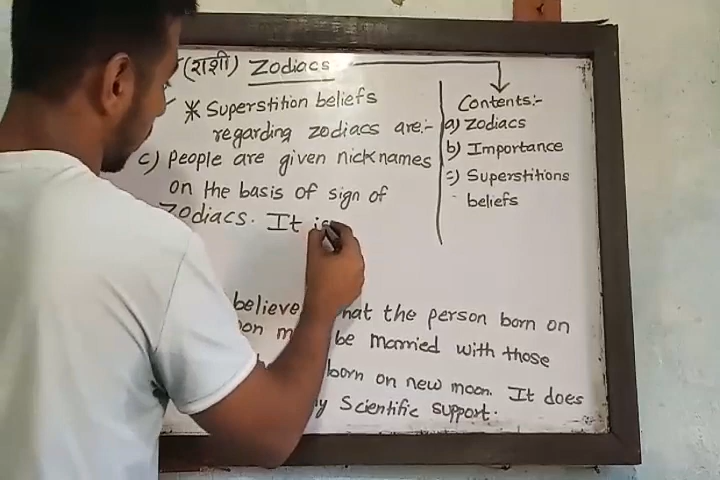 (राशी) Zodiacs
* Superstition beliefs
regarding zodiacs are:-
c) People are given nicknames
on the basis of sign of
Zodiacs. It is
believe that the person born on
be married with those
born on new moon. It does
Scientific support.
Contents:-
a) Zodiacs
b) Importance
c) Superstitions
beliefs